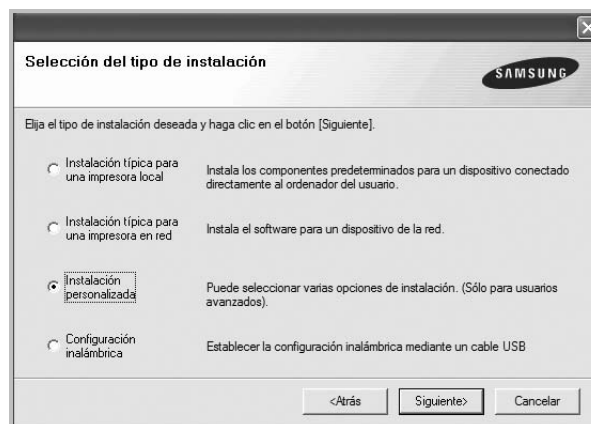 Selección del tipo de instalación
SAMSUNG
Elija el tipo de instalación deseada y haga clic en el botón [Siguiente].
Instalación típica para
una impresora local
Instala los componentes predeterminados para un dispositivo conectado
directamente al ordenador del usuario.
Instalación típica para
una impresora en red
Instala el software para un dispositivo de la red.
Instalación
personalizada
Puede seleccionar varias opciones de instalación. (Sólo para usuarios
avanzados).
Configuración
inalámbrica
Establecer la configuración inalámbrica mediante un cable USB
<Atrás
Siguiente>
Cancelar